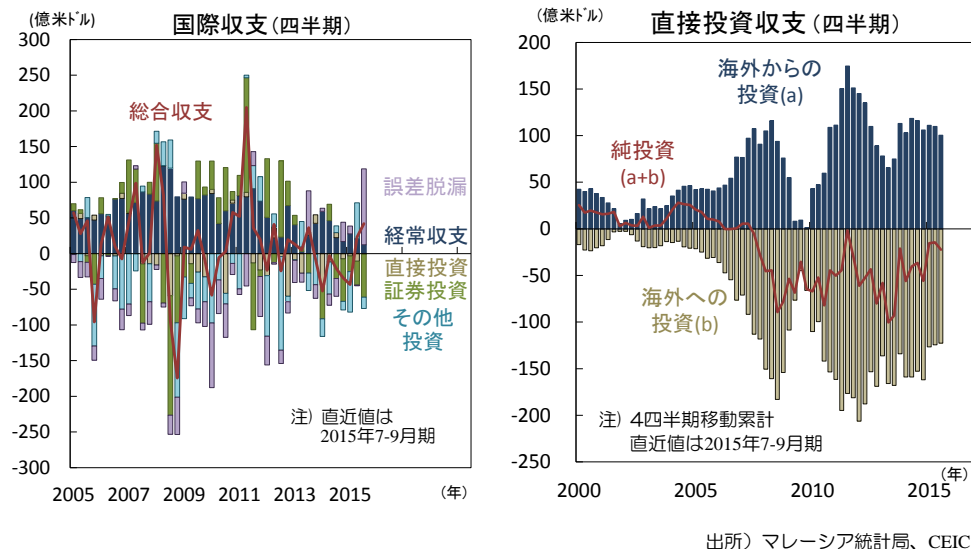 (億米ドル)
国際収支(四半期)
300
250
200
150
100
50
0
-50
-100
-150
-200
-250
-300
総合収支
誤差脱漏
経常収支
直接投資
証券投資
その他
投資
注) 直近値は
2015年7-9月期
2005
2007
2009
2011
2013
2015
(年)
(億米ドル)
直接投資収支(四半期)
200
150
100
50
0
-50
-100
-150
-200
-250
海外からの
投資(a)
純投資
(a+b)
海外への
投資(b)
注) 4四半期移動累計
直近値は2015年7-9月期
2000
2005
2010
2015
(年)
出所) マレーシア統計局、CEIC